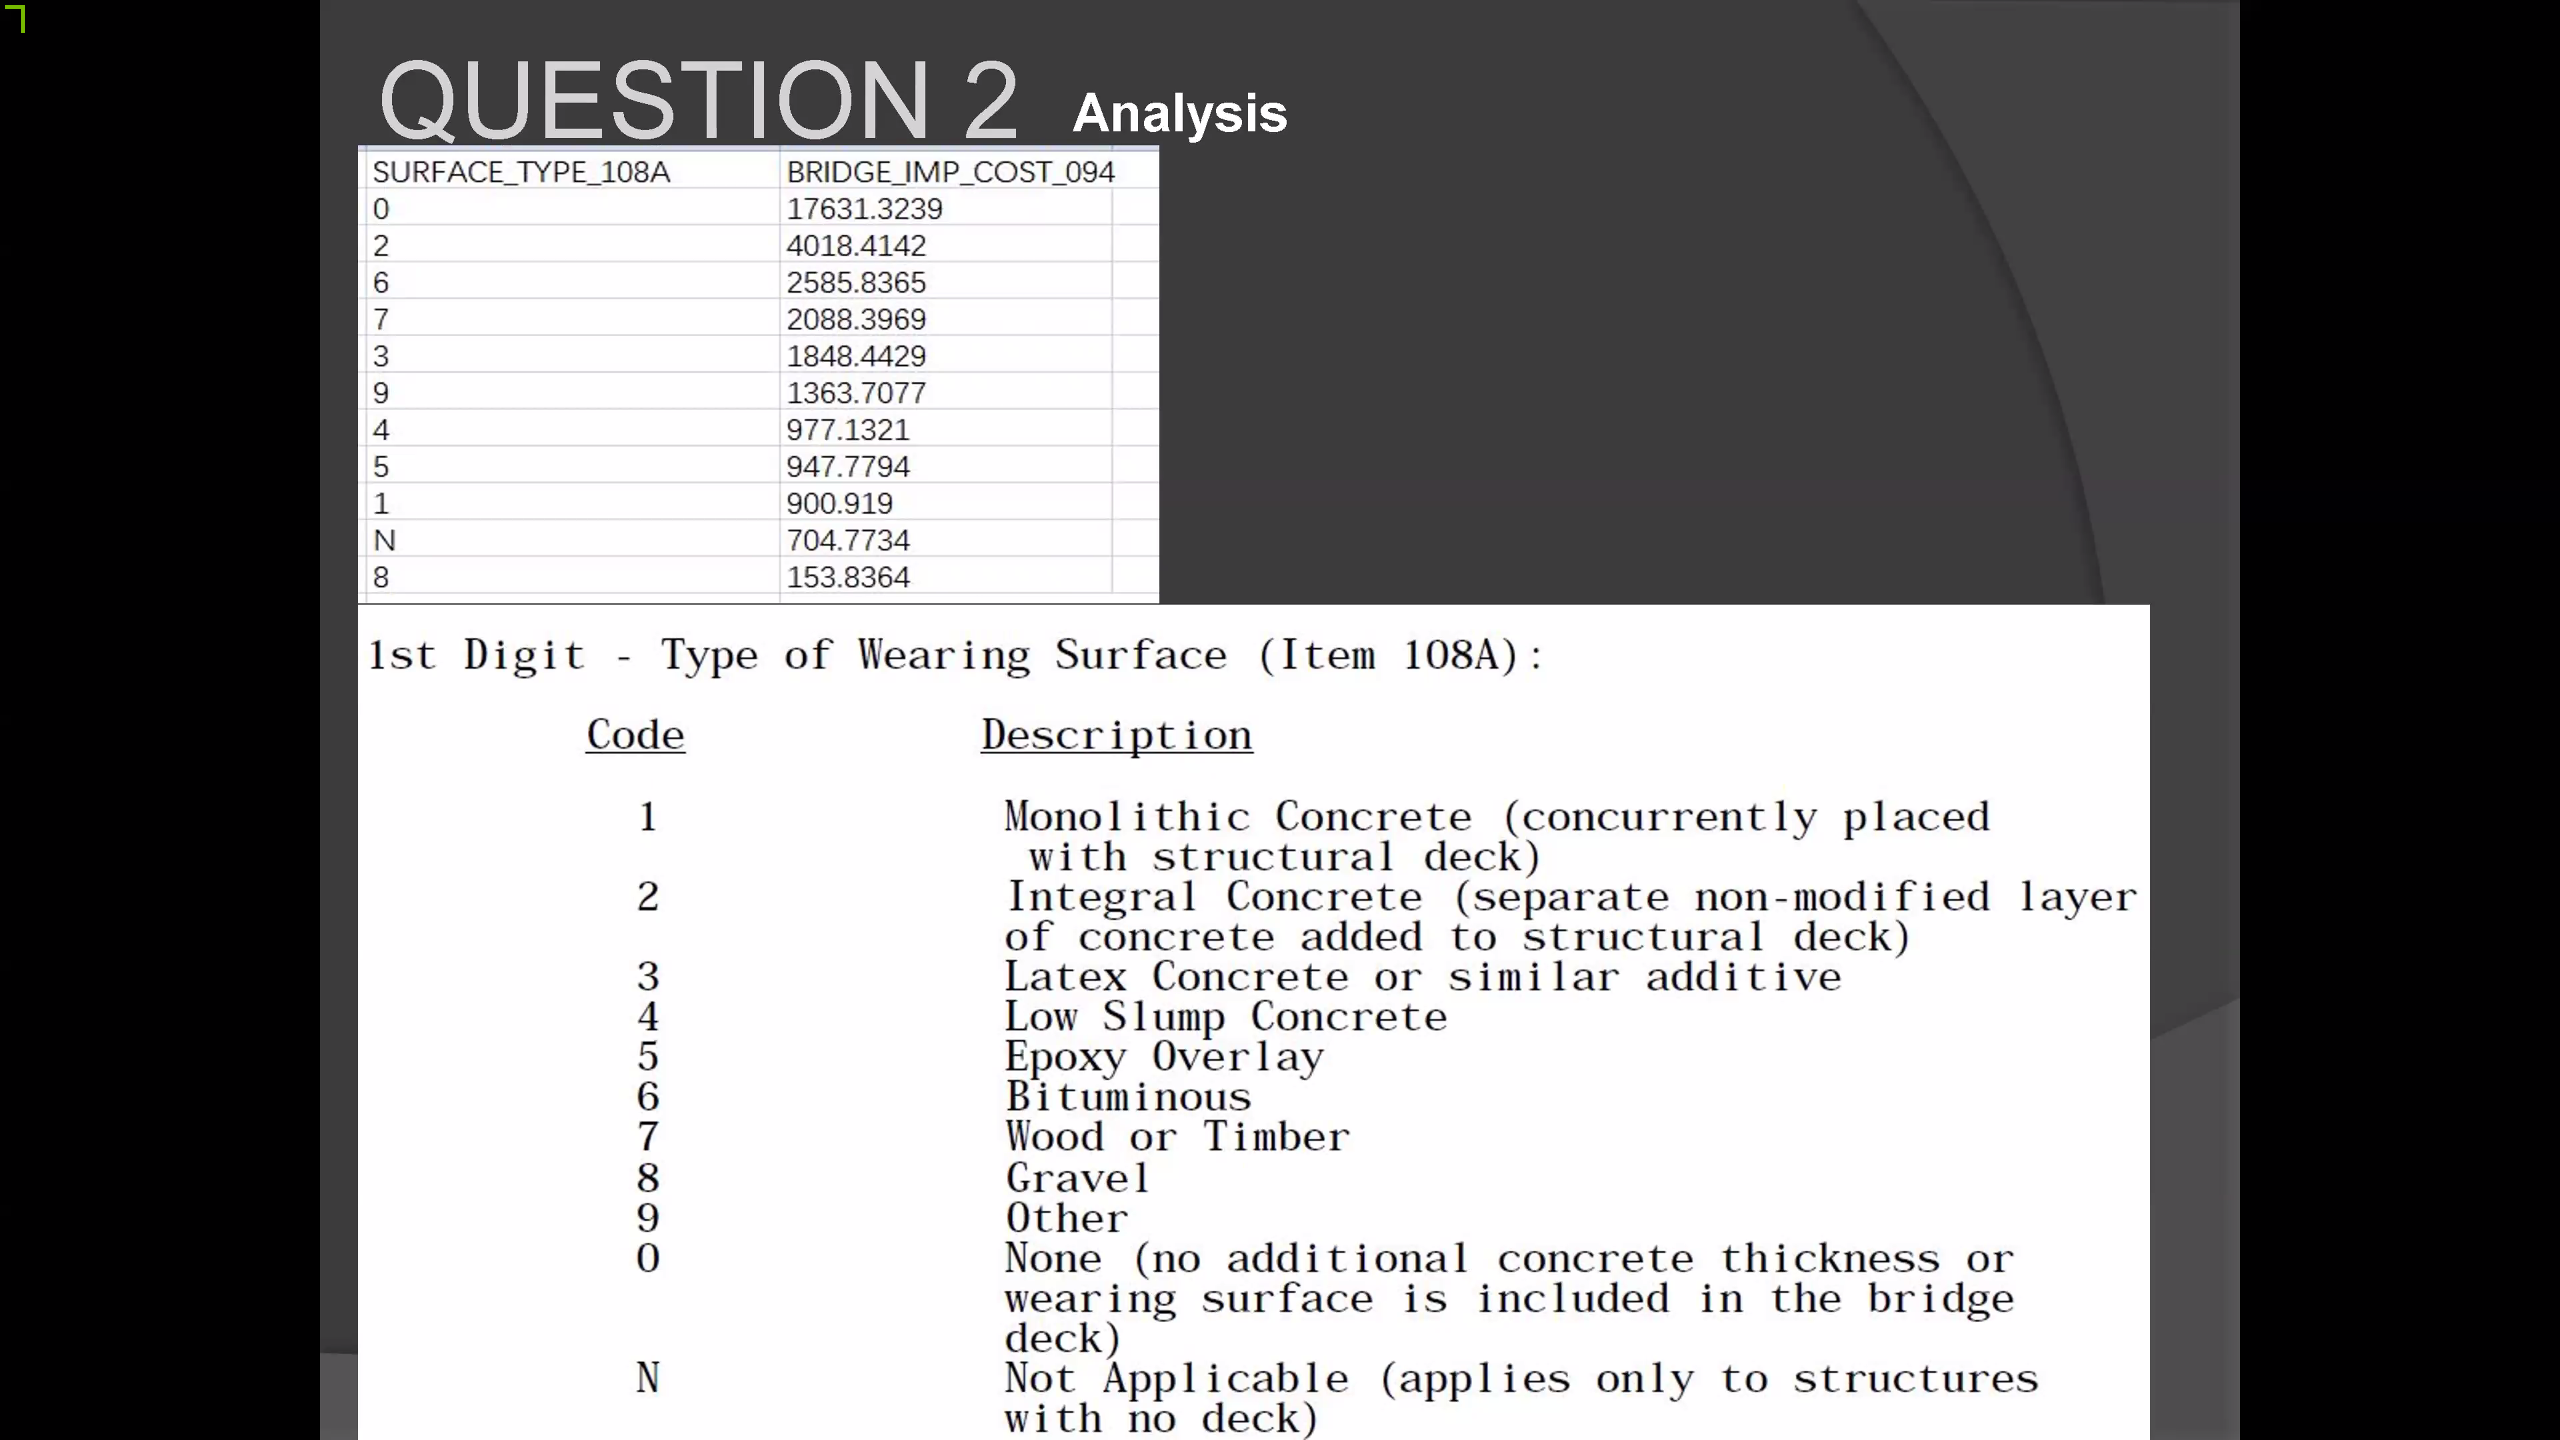 QUESTION 2 Analysis
SURFACE_TYPE_108A BRIDGE_IMP_COST_094
0 17631.3239
2 4018.4142
6 2585.8365
7 2088.3969
3 1848.4429
9 1363.7077
4 977.1321
5 947.7794
1 900.919
N 704.7734
8 153.8364
1st Digit - Type of Wearing Surface (Item 108A):
Code Description
1 Monolithic Concrete (concurrently placed
with structural deck)
2 Integral Concrete (separate non-modified layer
of concrete added to structural deck)
3 Latex Concrete or similar additive
4 Low Slump Concrete
5 Epoxy Overlay
6 Bituminous
7 Wood or Timber
8 Gravel
9 Other
0 None (no additional concrete thickness or
wearing surface is included in the bridge
deck)
N Not Applicable (applies only to structures
with no deck)